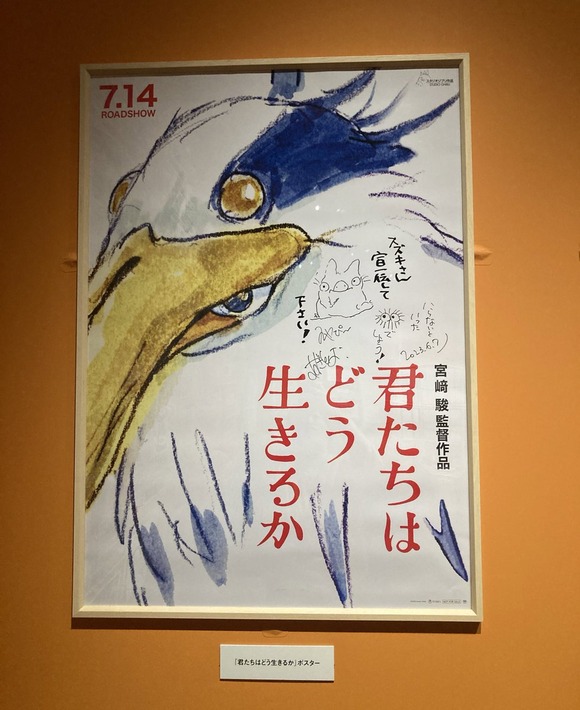 7.14
ROADSHOW
スタジオジブリ作品
STUDIO GHIBLI
スズキさん
宣伝して
下さい!
いらないと
いった
でしょう!
2023.6.7
宮﨑 駿 監督作品
君たちは
どう
生きるか
「君たちはどう生きるか」ポスター